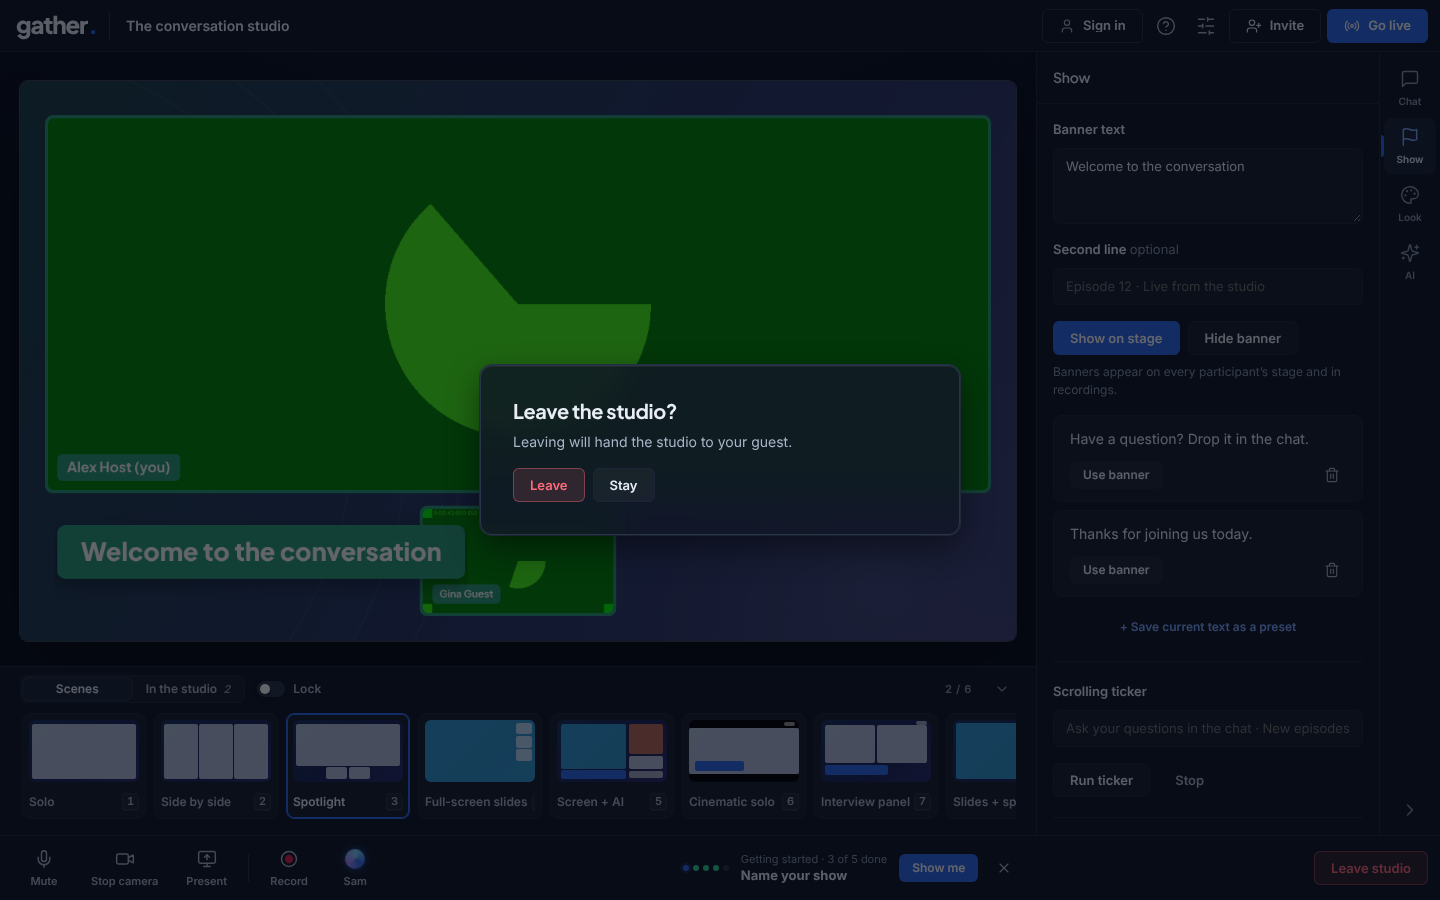 gather.
The conversation studio
Sign in
Invite
Go live
Show
Chat
Show
Look
AI
Banner text
Welcome to the conversation
Second line optional
Episode 12 · Live from the studio
Show on stage
Hide banner
Banners appear on every participant's stage and in
recordings.
Have a question? Drop it in the chat.
Use banner
Thanks for joining us today.
Use banner
+ Save current text as a preset
Scrolling ticker
Ask your questions in the chat · New episodes
Run ticker
Stop
Alex Host (you)
Welcome to the conversation
Gina Guest
Leave the studio?
Leaving will hand the studio to your guest.
Leave
Stay
Scenes
In the studio 2
Lock
2 / 6
Solo 1
Side by side 2
Spotlight 3
Full-screen slides
Screen + AI 5
Cinematic solo 6
Interview panel 7
Slides + sp
Mute
Stop camera
Present
Record
Sam
Getting started · 3 of 5 done
Name your show
Show me
Leave studio